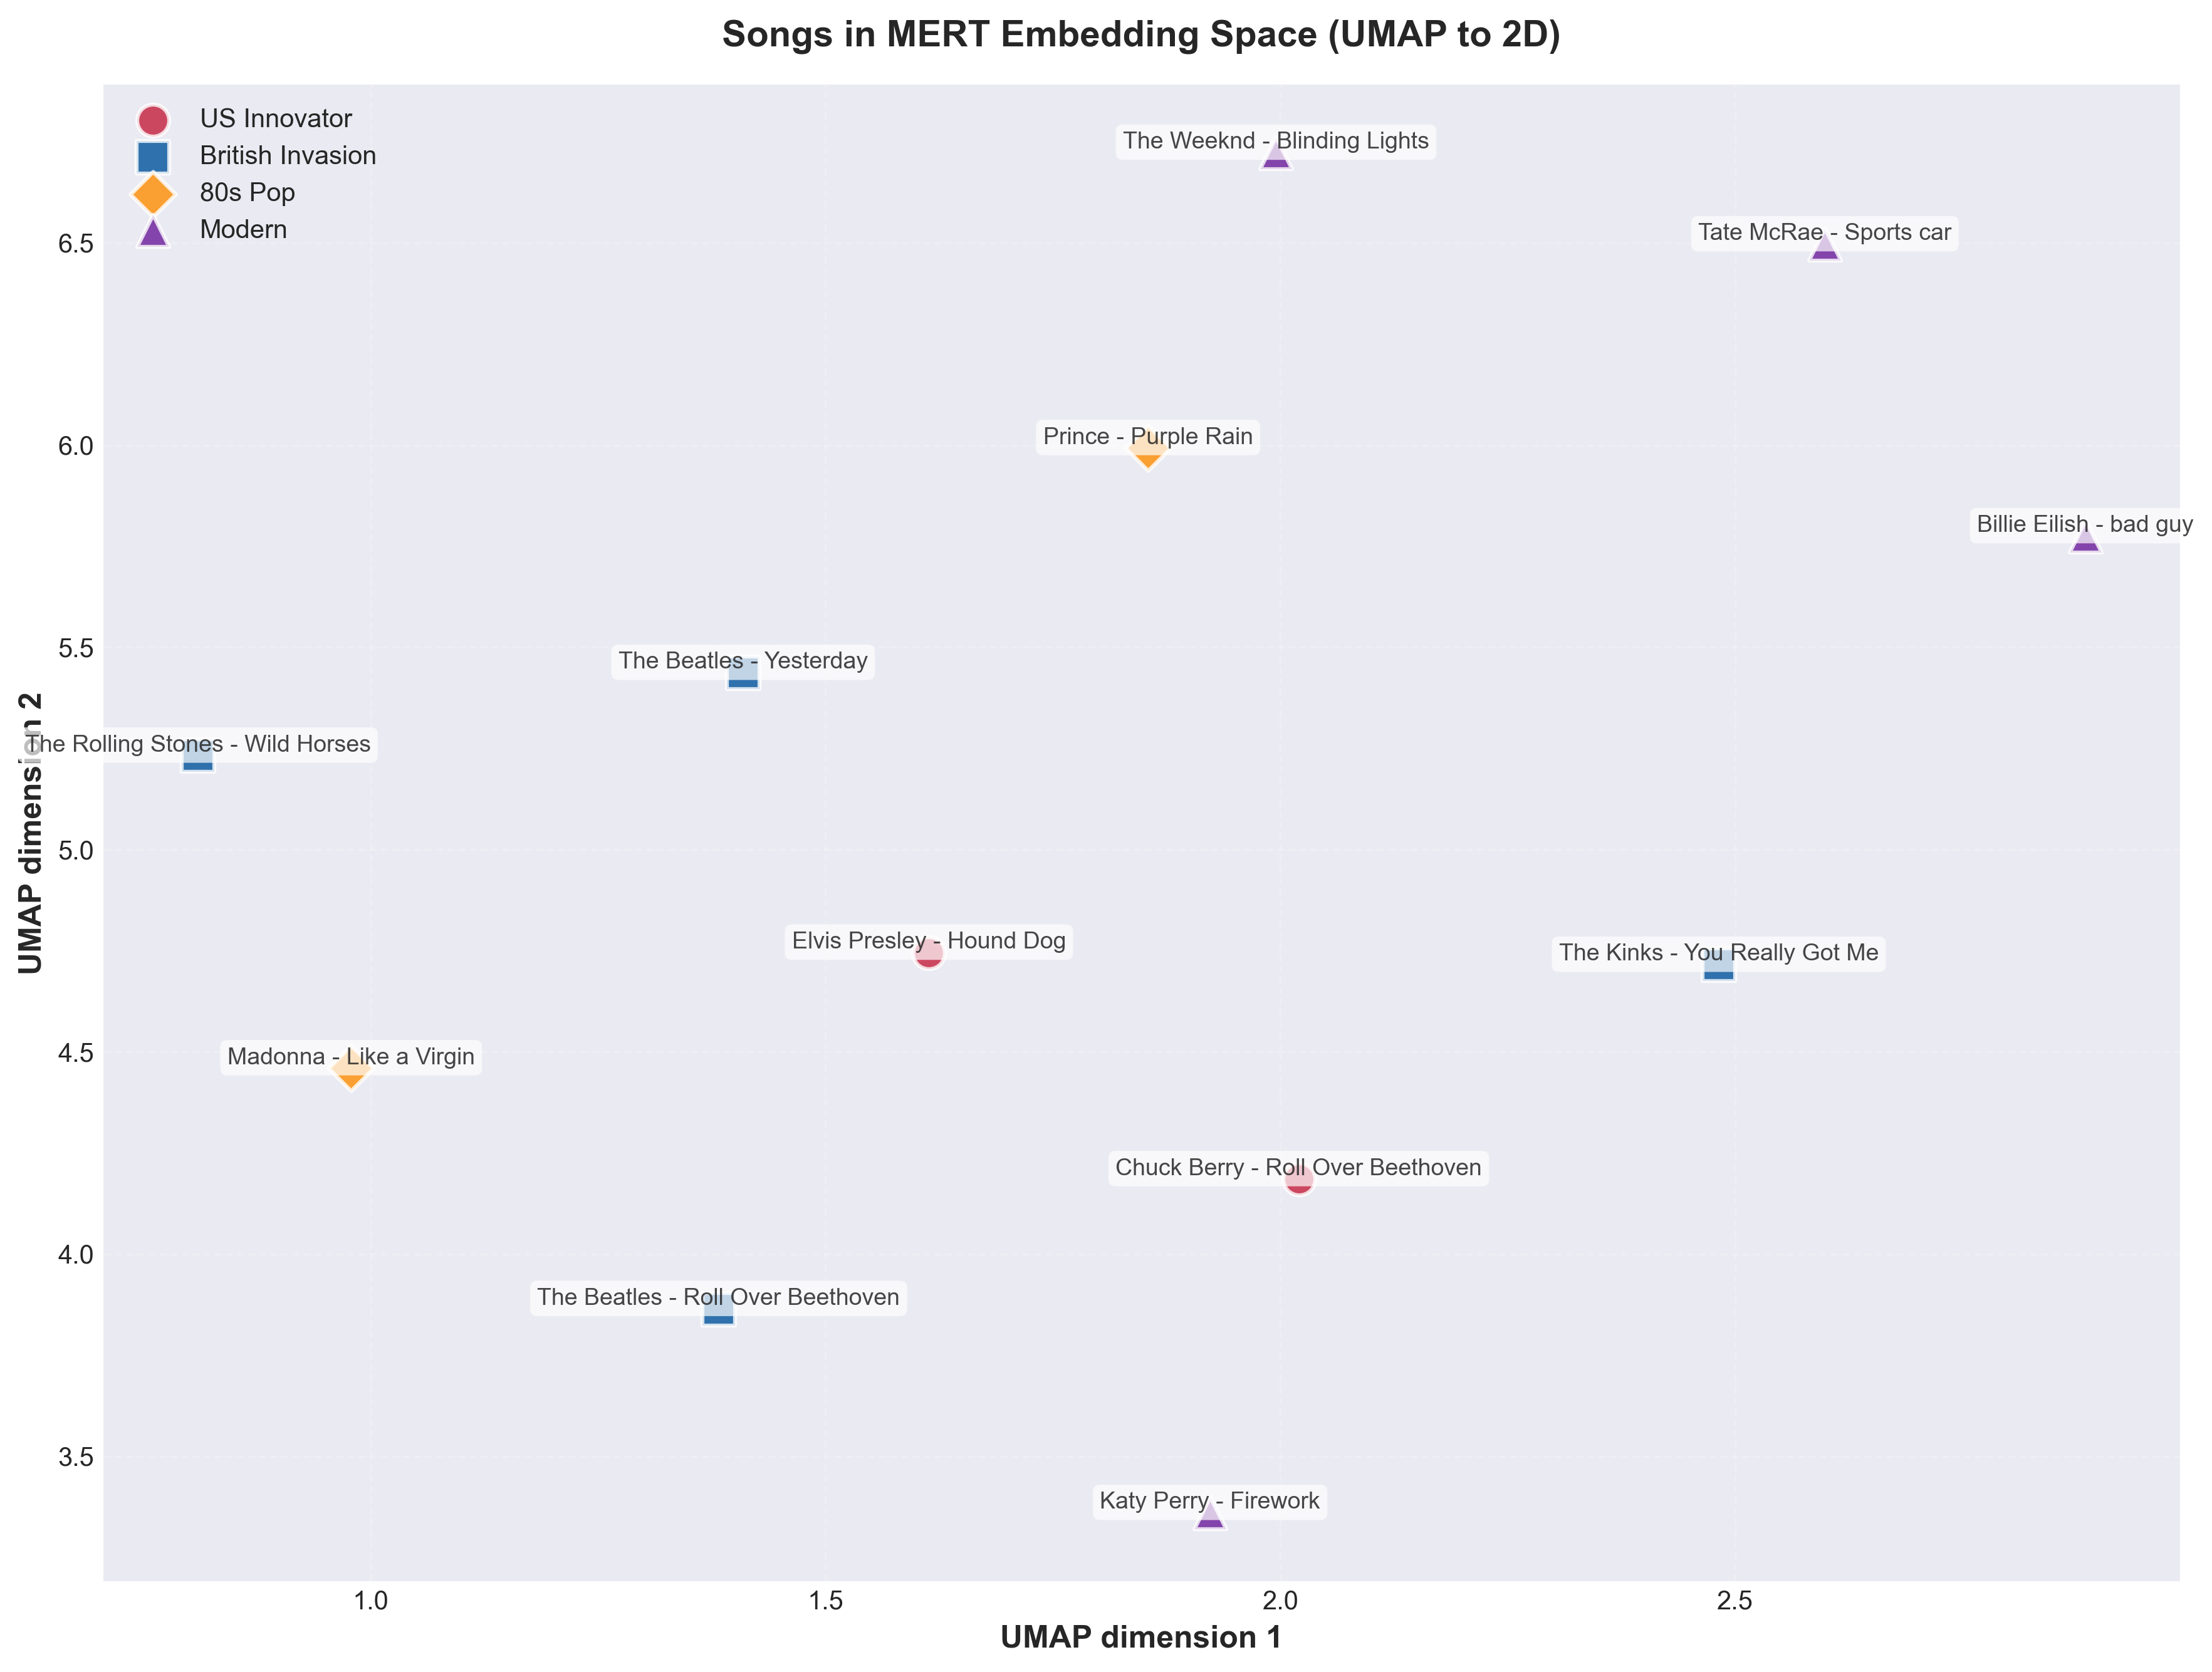 Songs in MERT Embedding Space (UMAP to 2D)
US Innovator
British Invasion
80s Pop
Modern
The Weeknd - Blinding Lights
Tate McRae - Sports car
Prince - Purple Rain
Billie Eilish - bad guy
The Beatles - Yesterday
The Rolling Stones - Wild Horses
Elvis Presley - Hound Dog
The Kinks - You Really Got Me
Madonna - Like a Virgin
Chuck Berry - Roll Over Beethoven
The Beatles - Roll Over Beethoven
Katy Perry - Firework
6.5
6.0
5.5
5.0
4.5
4.0
3.5
UMAP dimension 2
1.0
1.5
2.0
2.5
UMAP dimension 1